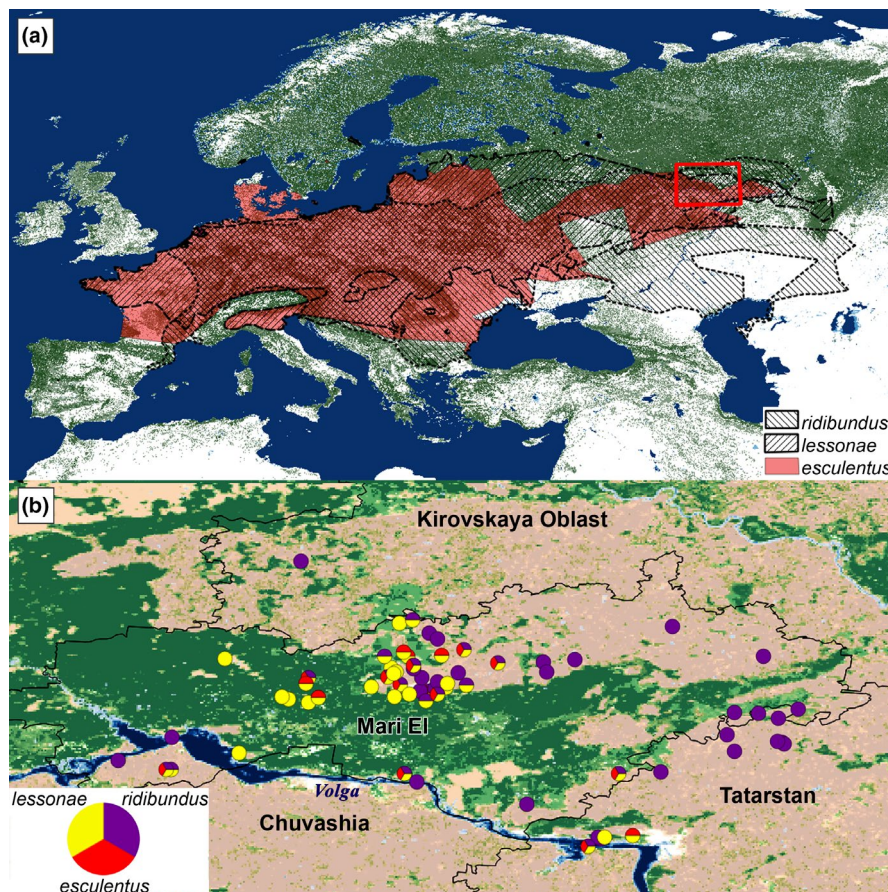 (a)
ridibundus
lessonae
esculentus
(b)
Kirovskaya Oblast
Mari El
Volga
lessonae ridibundus
Chuvashia
Tatarstan
esculentus